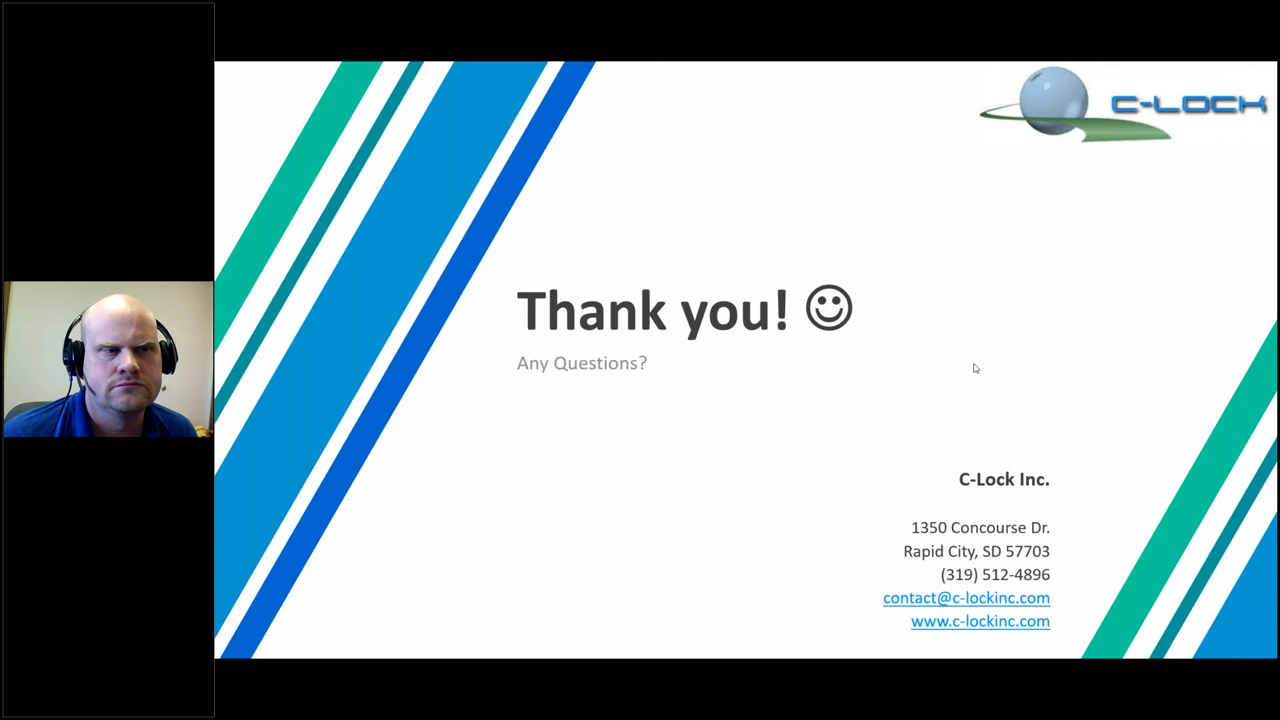 C-LOCK
Thank you! ☺
Any Questions?
C-Lock Inc.
1350 Concourse Dr.
Rapid City, SD 57703
(319) 512-4896
contact@c-lockinc.com
www.c-lockinc.com